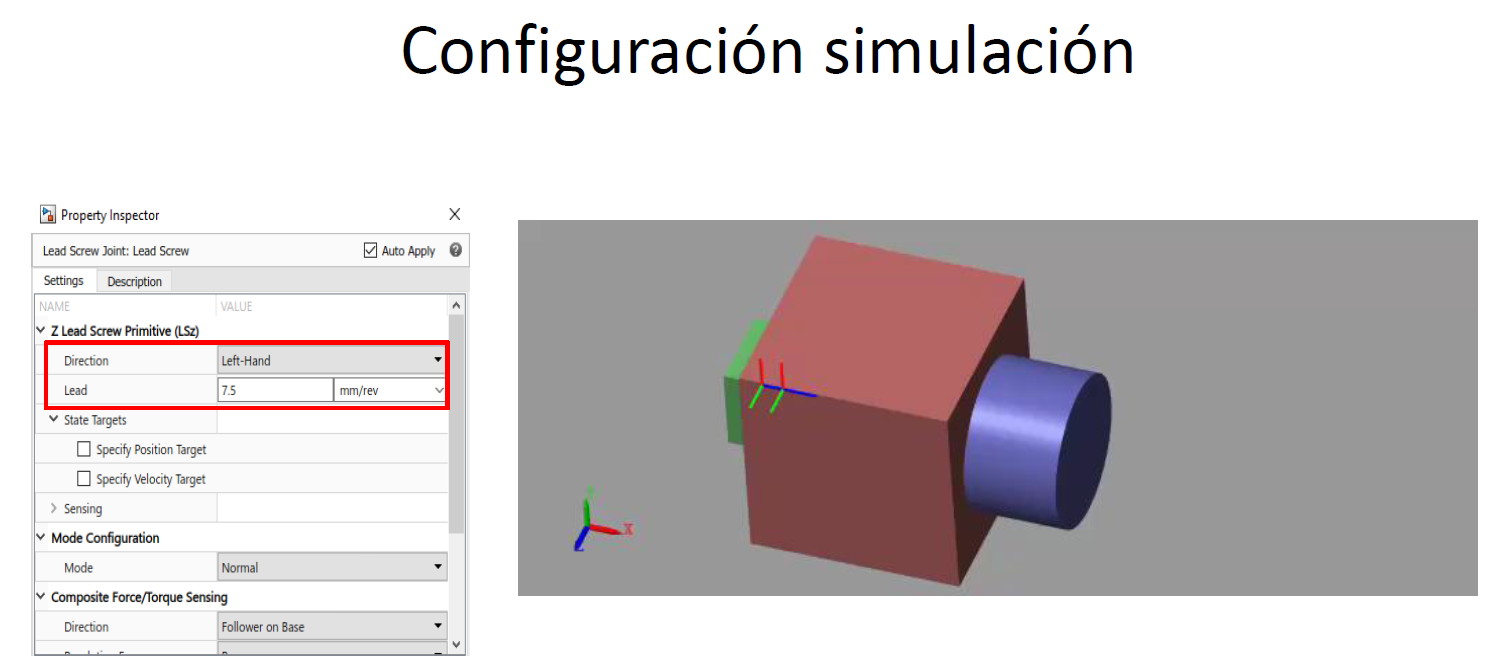 Configuración simulación
Property Inspector
Lead Screw Joint: Lead Screw Auto Apply
Settings Description
NAME VALUE
Z Lead Screw Primitive (LSz)
Direction Left-Hand
Lead 7.5 mm/rev
State Targets
Specify Position Target
Specify Velocity Target
Sensing
Mode Configuration
Mode Normal
Composite Force/Torque Sensing
Direction Follower on Base
X
Z